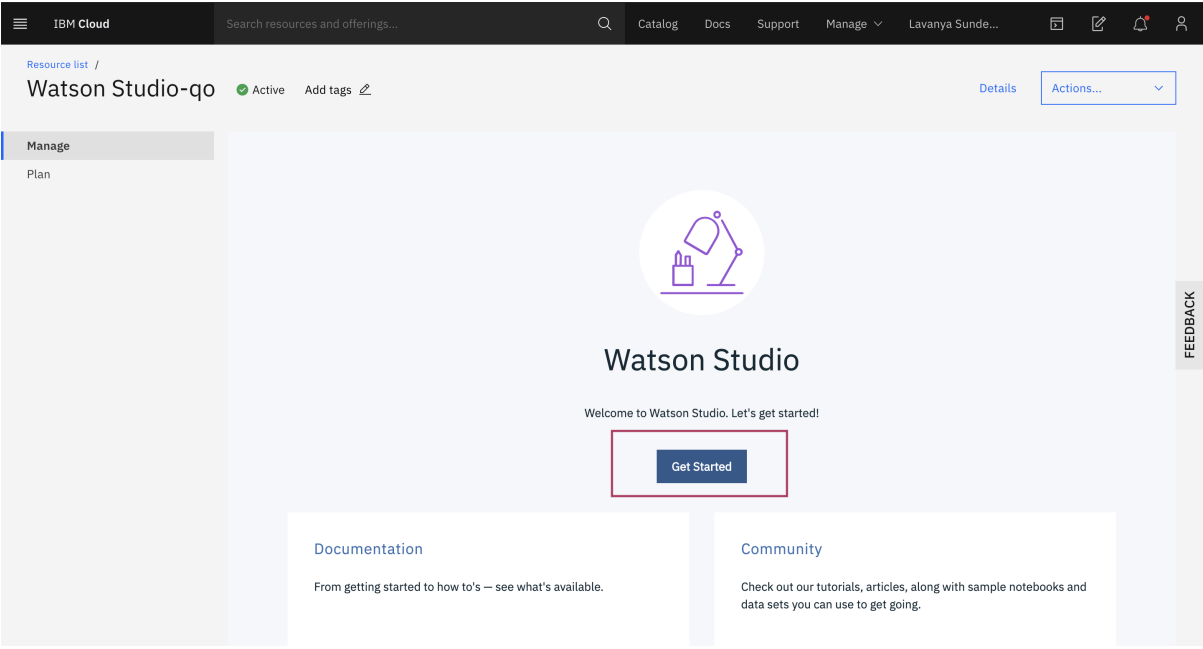 IBM Cloud
Search resources and offerings...
Catalog
Docs
Support
Manage
Lavanya Sunde...
Resource list /
Watson Studio-qo
Active
Add tags
Details
Actions...
Manage
Plan
FEEDBACK
Watson Studio
Welcome to Watson Studio. Let's get started!
Get Started
Documentation
From getting started to how to's — see what's available.
Community
Check out our tutorials, articles, along with sample notebooks and
data sets you can use to get going.